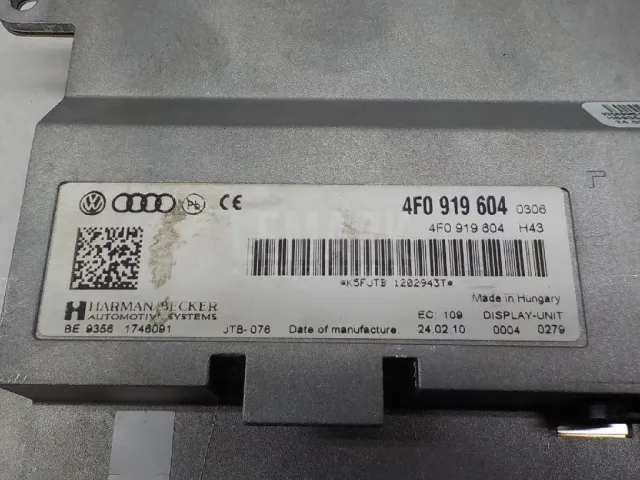 Pb CE
4F0 919 604 0306
4F0 919 604 H43
*K5FJTB 1202943T*
HARMAN/BECKER
AUTOMOTIVE SYSTEMS
Made in Hungary
EC: 109 DISPLAY-UNIT
BE 9356 1746091 JTB-076 Date of manufacture 24.02.10 0004 0279